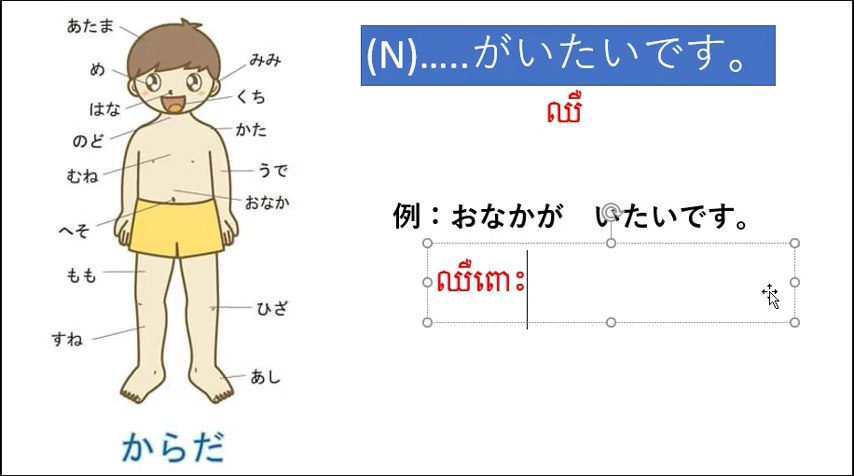 あたま
みみ
め
くち
はな
かた
のど
むね
うで
おなか
へそ
もも
ひざ
すね
あし
からだ
(N)…..がいたいです。
ឈឺ
例：おなかが　いたいです。
ឈឺពោះ